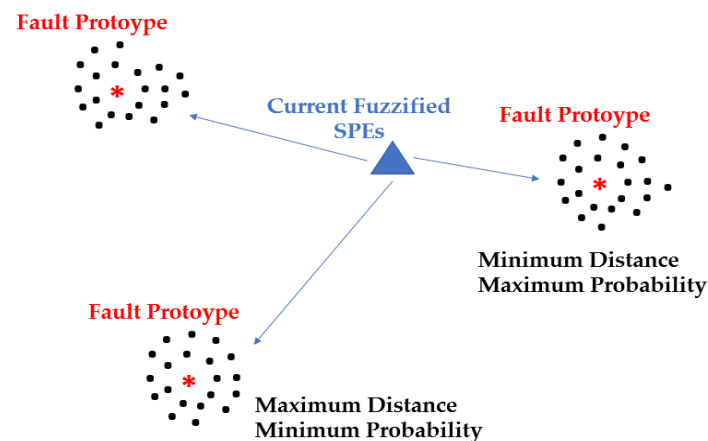 Fault Protoype
Current Fuzzified
SPEs
Fault Protoype
Minimum Distance
Maximum Probability
Fault Protoype
Maximum Distance
Minimum Probability